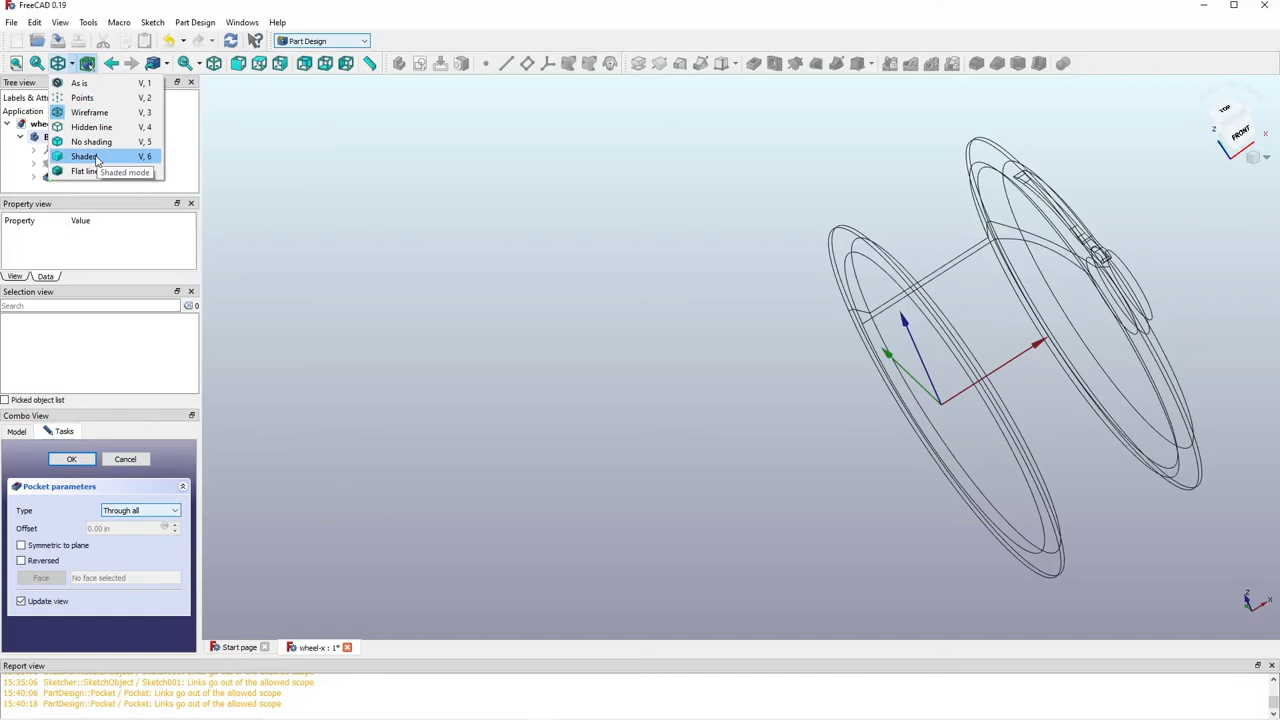 FreeCAD 0.19
File Edit View Tools Macro Sketch Part Design Windows Help
Part Design
Tree view
Labels & Att
Application
whe
B
As is V, 1
Points V, 2
Wireframe V, 3
Hidden line V, 4
No shading V, 5
Shaded V, 6
Flat line
Shaded mode
Property view
Property Value
View Data
Selection view
Search
0
Picked object list
Combo View
Model Tasks
OK Cancel
Pocket parameters
Type Through all
Offset 0.00 in
Symmetric to plane
Reversed
Face No face selected
Update view
TOP
FRONT
Z
X
Z
X
Start page wheel-x : 1*
Report view
15:35:06 Sketcher::SketchObject / Sketch001: Links go out of the allowed scope
15:40:06 PartDesign::Pocket / Pocket: Links go out of the allowed scope
15:40:18 PartDesign::Pocket / Pocket: Links go out of the allowed scope